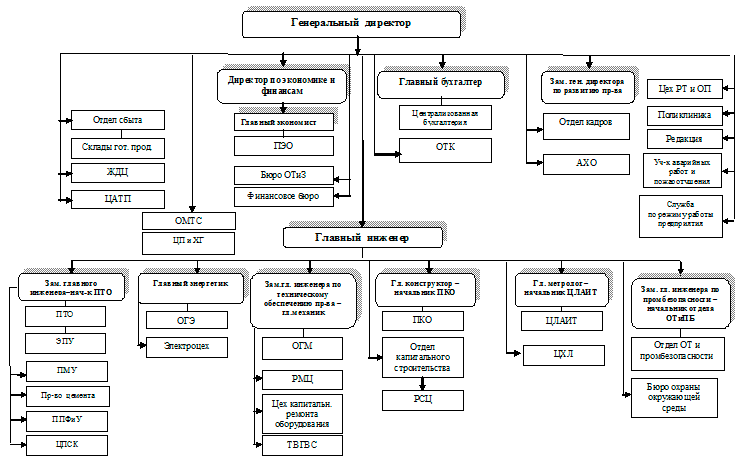 Генеральный директор
Директор по экономике и
финансам
Главный бухгалтер
Зам. ген. директора
по развитию пр-ва
Цех РТ и ОП
Отдел сбыта
Главный экономист
Централизованная
бухгалтерия
Отдел кадров
Поликлиника
Склады гот. прод.
ПЭО
ОТК
Редакция
ЖДЦ
Бюро ОТиЗ
АХО
Уч-к аварийных
работ и
пожаротушения
ЦАТП
Финансовое бюро
Служба
по режиму работы
предприятия
ОМТС
ЦП и ХГ
Главный инженер
Зам. главного
инженера–нач-к ПТО
Главный энергетик
Зам.гл. инженера по
техническому
обеспечению пр-ва –
гл.механик
Гл. конструктор –
начальник ПКО
Гл. метролог–
начальник ЦЛАИТ
Зам. гл. инженера по
промбезопасности –
начальник отдела
ОТиПБ
ПТО
ОГЭ
ОГМ
ПКО
ЦЛАИТ
Отдел ОТ и
промбезопасности
ЭПУ
Электроцех
РМЦ
Отдел
капитального
строительства
ЦХЛ
Бюро охраны
окружающей
среды
ПМУ
Цех капитальн.
ремонта
оборудования
РСЦ
Пр-во цемента
ППФиУ
ТВГВС
ЦПСК